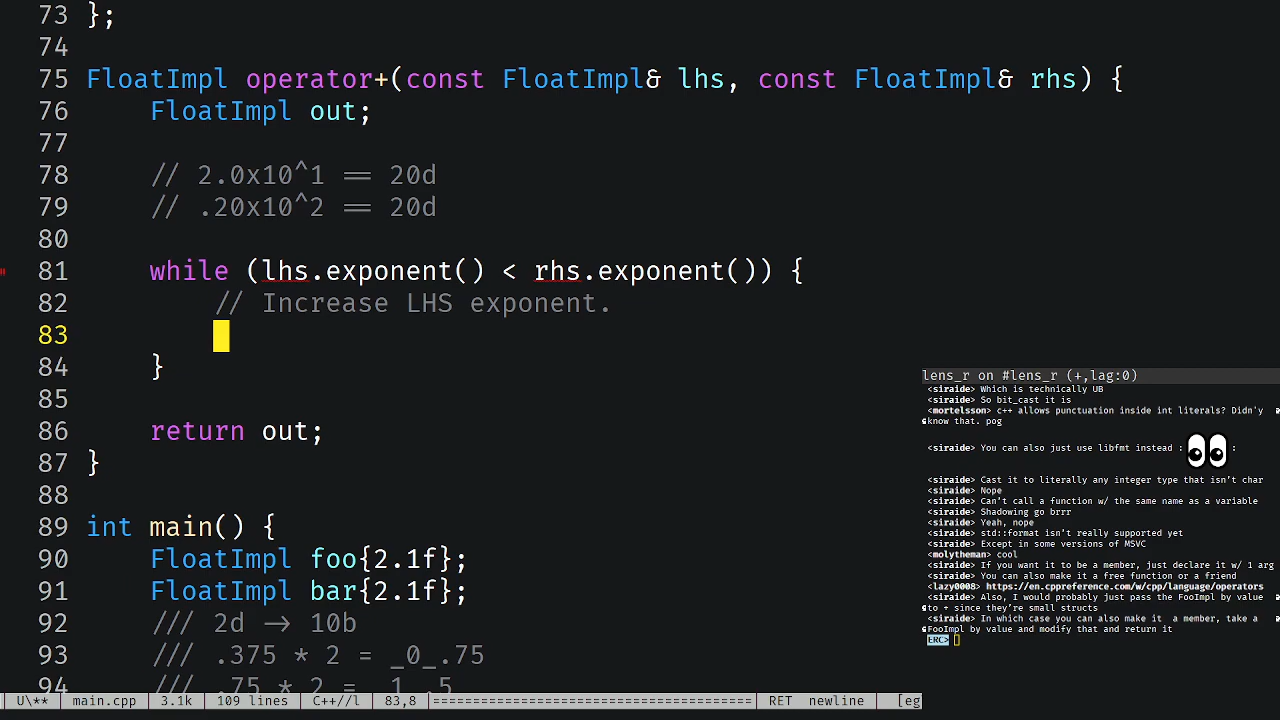 73 };
74
75 FloatImpl operator+(const FloatImpl& lhs, const FloatImpl& rhs) {
76 FloatImpl out;
77
78 // 2.0x10^1 == 20d
79 // .20x10^2 == 20d
80
81 while (lhs.exponent() < rhs.exponent()) {
82 // Increase LHS exponent.
83
84 }
85
86 return out;
87 }
88
89 int main() {
90 FloatImpl foo{2.1f};
91 FloatImpl bar{2.1f};
92 /// 2d -> 10b
93 /// .375 * 2 = _0_.75
94 /// .75 * 2 = _1_.5
U\** main.cpp 3.1k 109 lines C++//l 83,8 ========================================= RET newline [eg
lens_r on #lens_r (+,lag:0)
<siraide> Which is technically UB
<siraide> So bit_cast it is
<mortelsson> c++ allows punctuation inside int literals? Didn'y
know that. pog
<siraide> You can also just use libfmt instead : :
<siraide> Cast it to literally any integer type that isn't char
<siraide> Nope
<siraide> Can't call a function w/ the same name as a variable
<siraide> Shadowing go brrr
<siraide> Yeah, nope
<siraide> std::format isn't really supported yet
<siraide> Except in some versions of MSVC
<molytheman> cool
<siraide> If you want it to be a member, just declare it w/ 1 arg
<siraide> You can also make it a free function or a friend
<lazy0008> https://en.cppreference.com/w/cpp/language/operators
<siraide> Also, I would probably just pass the FooImpl by value
to + since they're small structs
<siraide> In which case you can also make it a member, take a
FooImpl by value and modify that and return it
ERC>